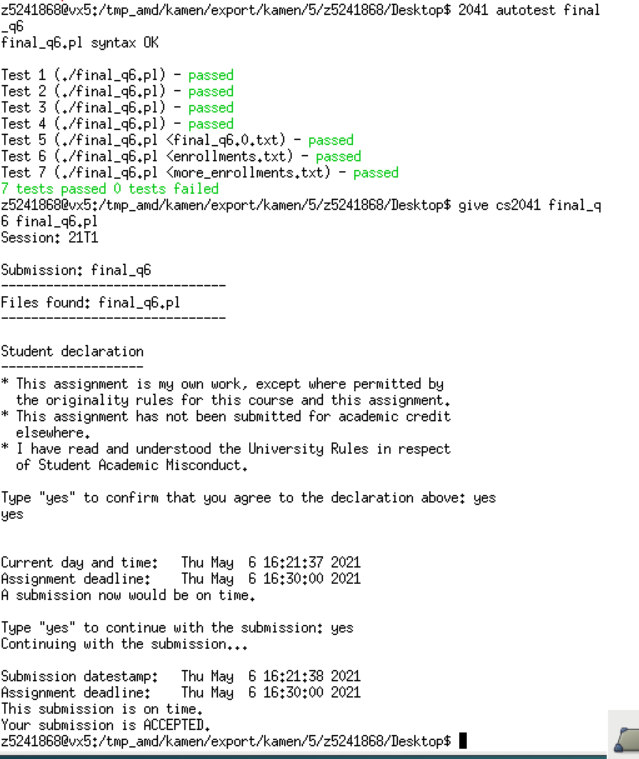 z5241868@vx5:/tmp_amd/kamen/export/kamen/5/z5241868/Desktop$ 2041 autotest final
_q6
final_q6.pl syntax OK
Test 1 (./final_q6.pl) - passed
Test 2 (./final_q6.pl) - passed
Test 3 (./final_q6.pl) - passed
Test 4 (./final_q6.pl) - passed
Test 5 (./final_q6.pl <final_q6.0.txt) - passed
Test 6 (./final_q6.pl <enrollments.txt) - passed
Test 7 (./final_q6.pl <more_enrollments.txt) - passed
7 tests passed 0 tests failed
z5241868@vx5:/tmp_amd/kamen/export/kamen/5/z5241868/Desktop$ give cs2041 final_q
6 final_q6.pl
Session: 21T1
Submission: final_q6
------------------------------
Files found: final_q6.pl
------------------------------
Student declaration
-------------------
* This assignment is my own work, except where permitted by
the originality rules for this course and this assignment.
* This assignment has not been submitted for academic credit
elsewhere.
* I have read and understood the University Rules in respect
of Student Academic Misconduct.
Type "yes" to confirm that you agree to the declaration above: yes
yes
Current day and time:   Thu May  6 16:21:37 2021
Assignment deadline:    Thu May  6 16:30:00 2021
A submission now would be on time.
Type "yes" to continue with the submission: yes
Continuing with the submission...
Submission datestamp:   Thu May  6 16:21:38 2021
Assignment deadline:    Thu May  6 16:30:00 2021
This submission is on time.
Your submission is ACCEPTED.
z5241868@vx5:/tmp_amd/kamen/export/kamen/5/z5241868/Desktop$